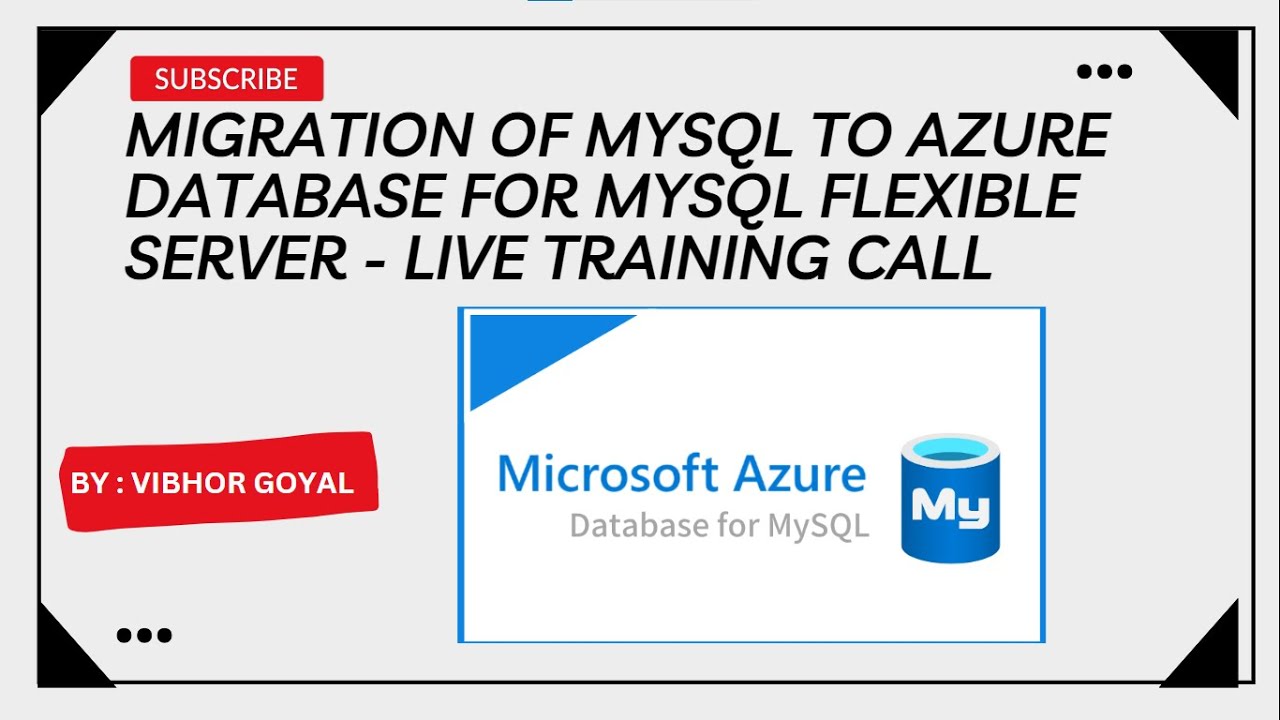 SUBSCRIBE
MIGRATION OF MYSQL TO AZURE
DATABASE FOR MYSQL FLEXIBLE
SERVER - LIVE TRAINING CALL
BY : VIBHOR GOYAL
Microsoft Azure
Database for MySQL
My